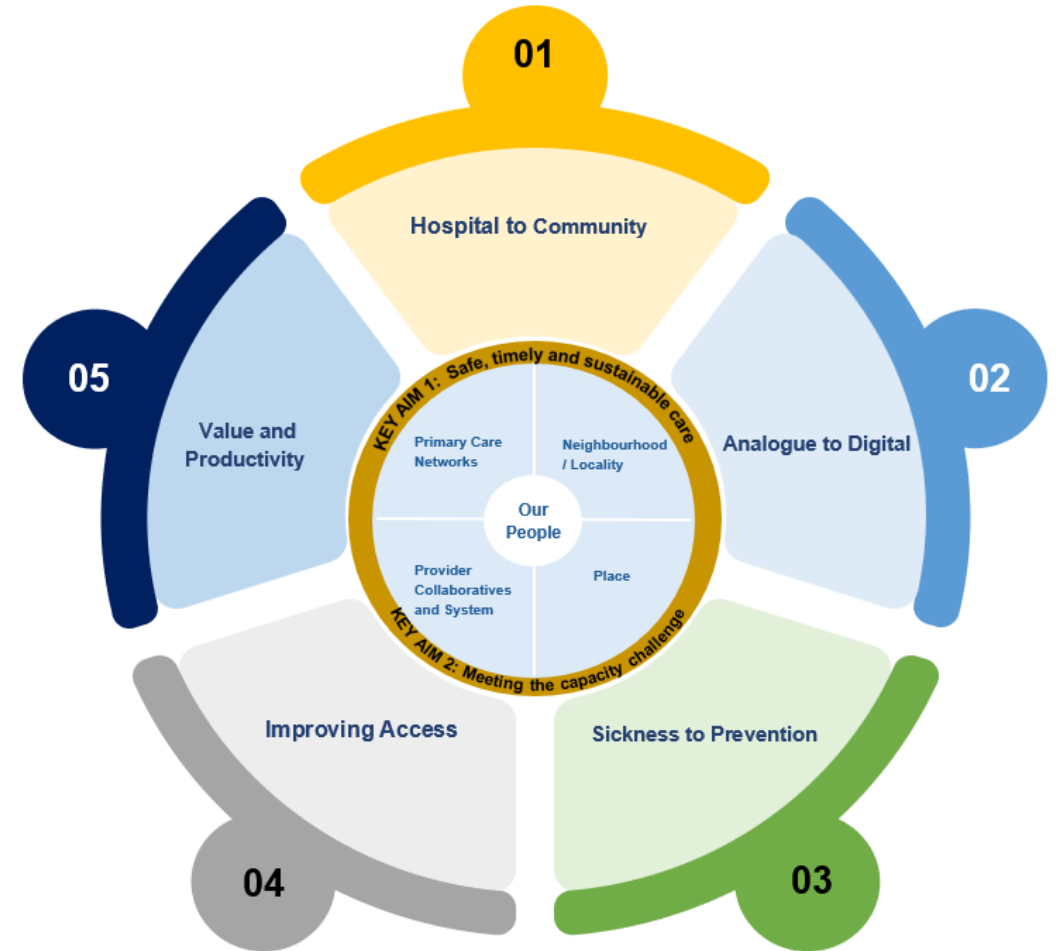 01
Hospital to Community
02
Analogue to Digital
03
Sickness to Prevention
04
Improving Access
05
Value and
Productivity
KEY AIM 1: Safe, timely and sustainable care
Primary Care
Networks
Neighbourhood
/ Locality
Our
People
Provider
Collaboratives
and System
Place
KEY AIM 2: Meeting the capacity challenge